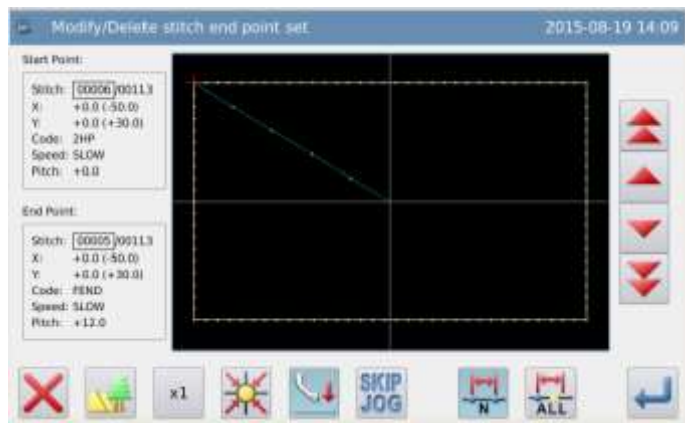 Modify/Delete stitch end point set
2015-08-19 14:09
Start Point:
Stitch: 00006/00113
X: +0.0 (-50.0)
Y: +0.0 (+30.0)
Code: 2HP
Speed: SLOW
Pitch: +0.0
End Point:
Stitch: 00005/00113
X: +0.0 (-50.0)
Y: +0.0 (+30.0)
Code: FEND
Speed: SLOW
Pitch: +12.0
x1
SKIP
JOG
N
ALL